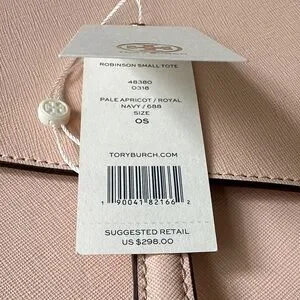 ROBINSON SMALL TOTE
48380
0318
PALE APRICOT / ROYAL
NAVY / 688
SIZE
OS
TORYBURCH.COM
1 90041 82166 2
SUGGESTED RETAIL
US $298.00